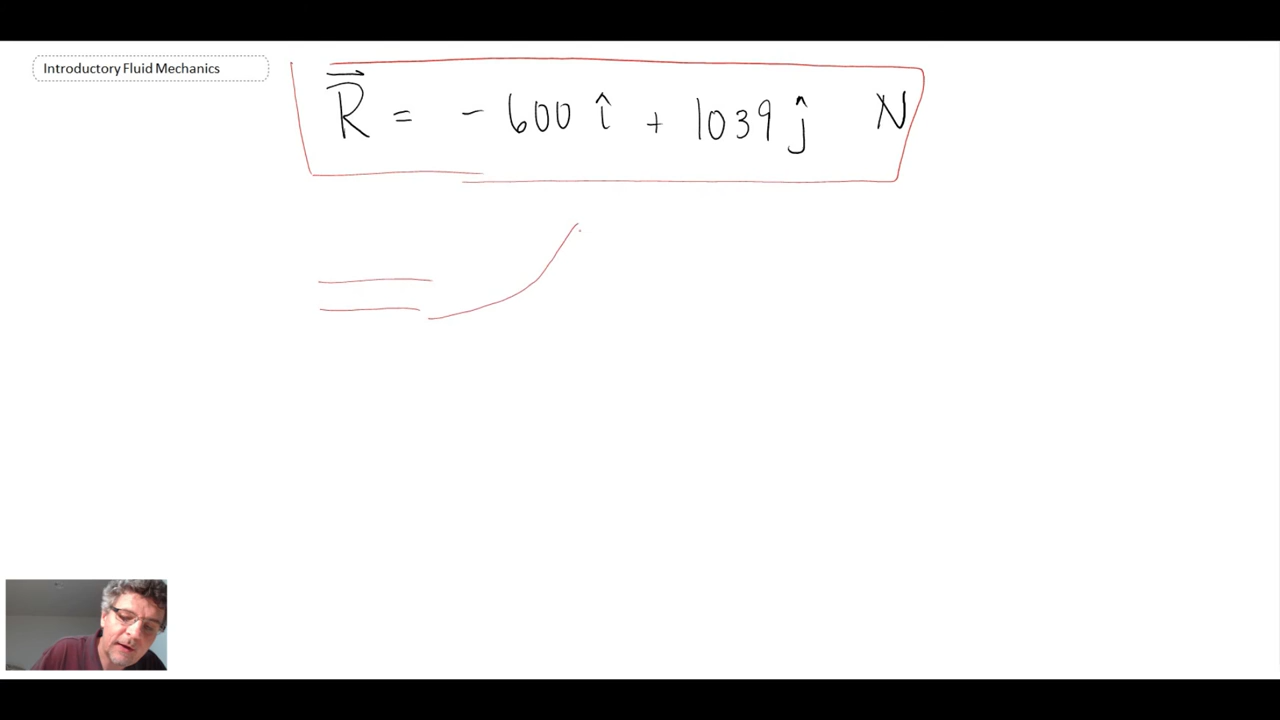 Introductory Fluid Mechanics
R⃗ = - 600 î + 1039 ĵ N